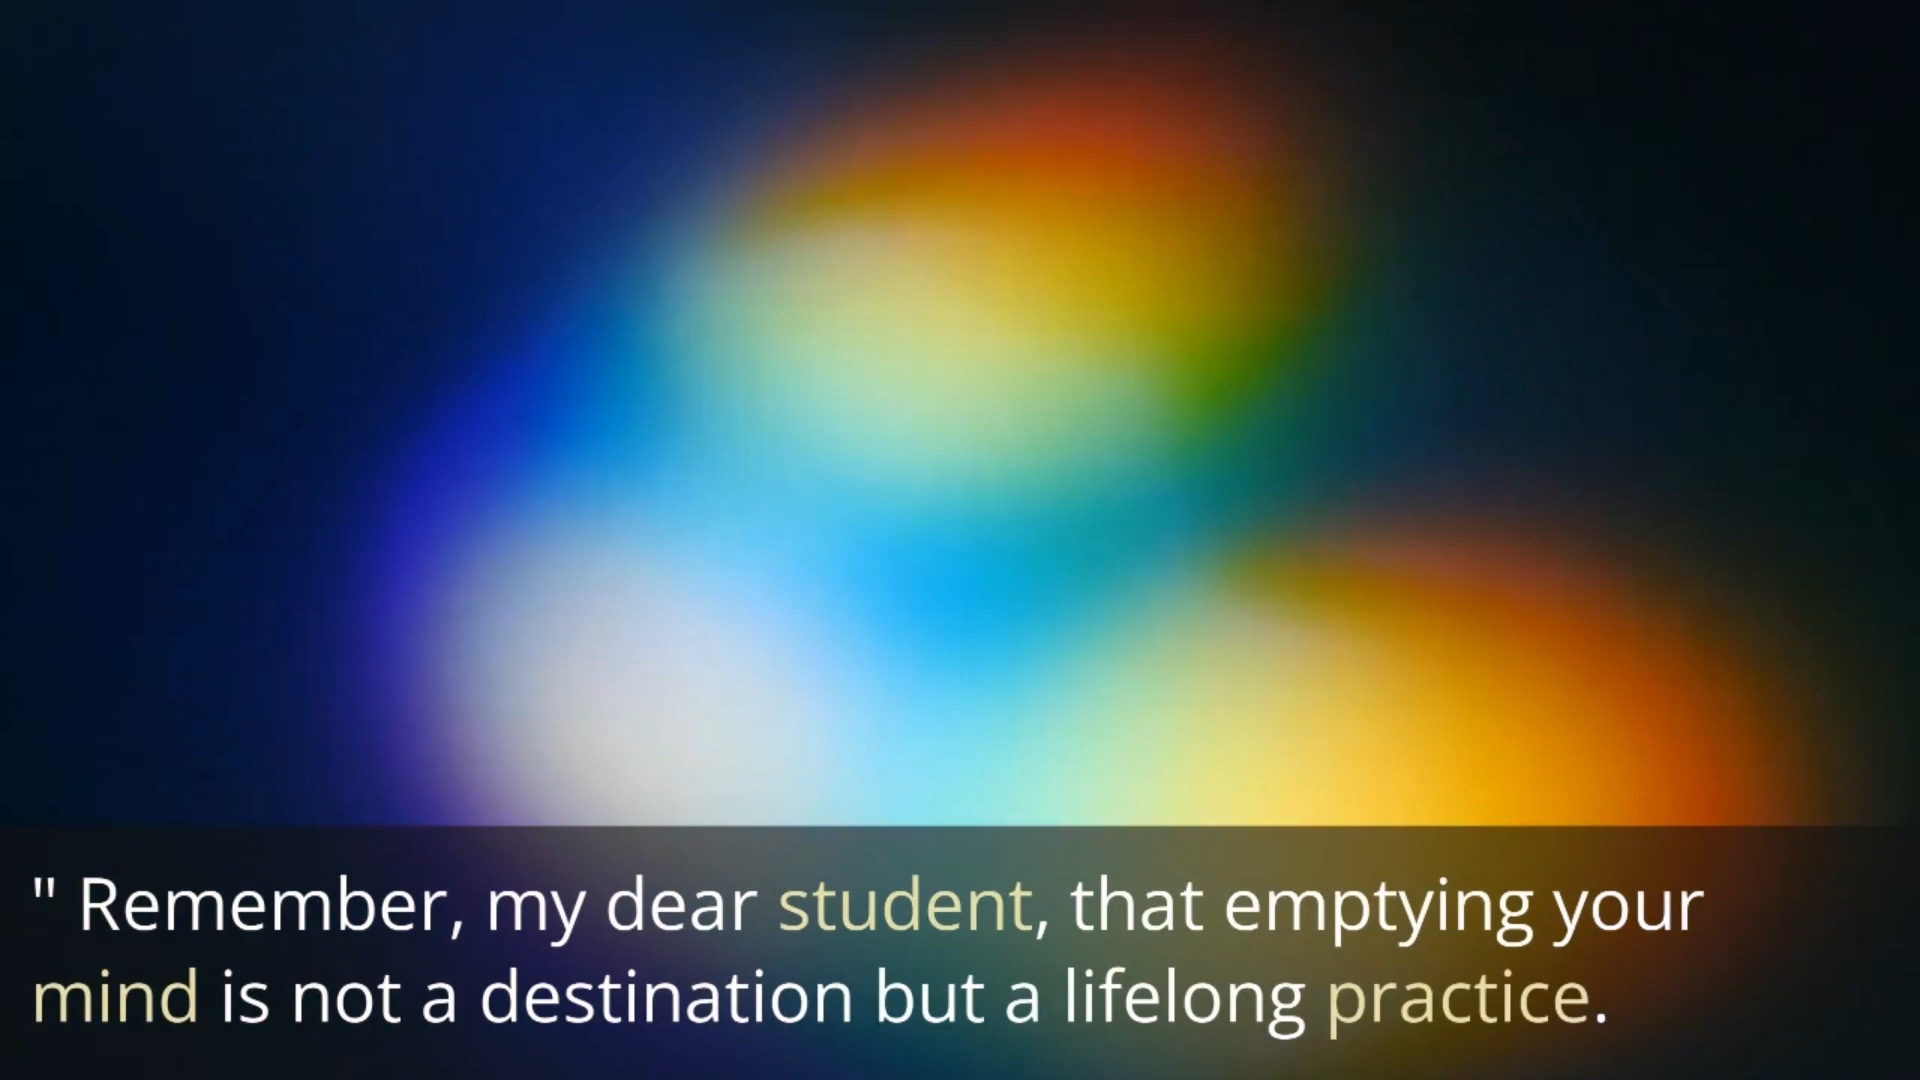 " Remember, my dear student, that emptying your
mind is not a destination but a lifelong practice.